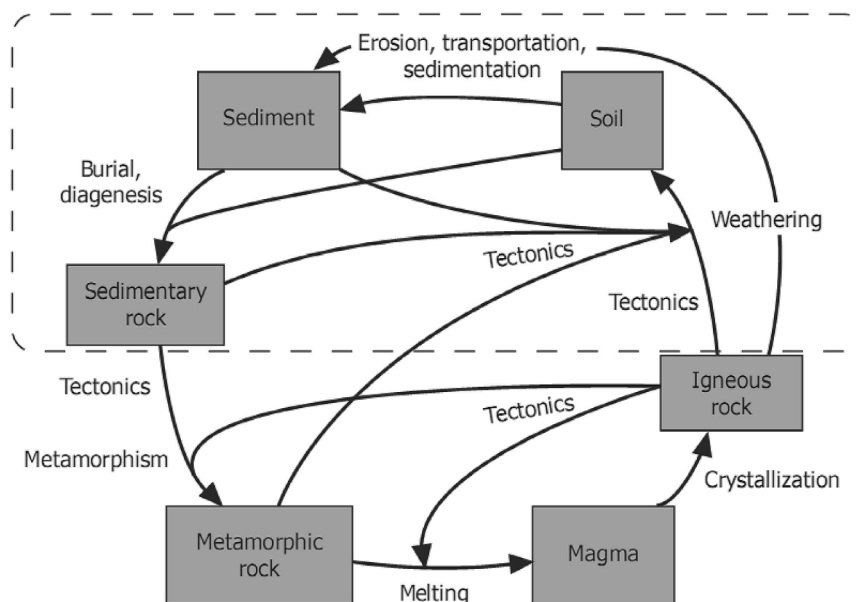 Erosion, transportation,
sedimentation
Sediment
Soil
Burial,
diagenesis
Weathering
Tectonics
Sedimentary
rock
Tectonics
Tectonics
Igneous
rock
Tectonics
Metamorphism
Crystallization
Metamorphic
rock
Magma
Melting